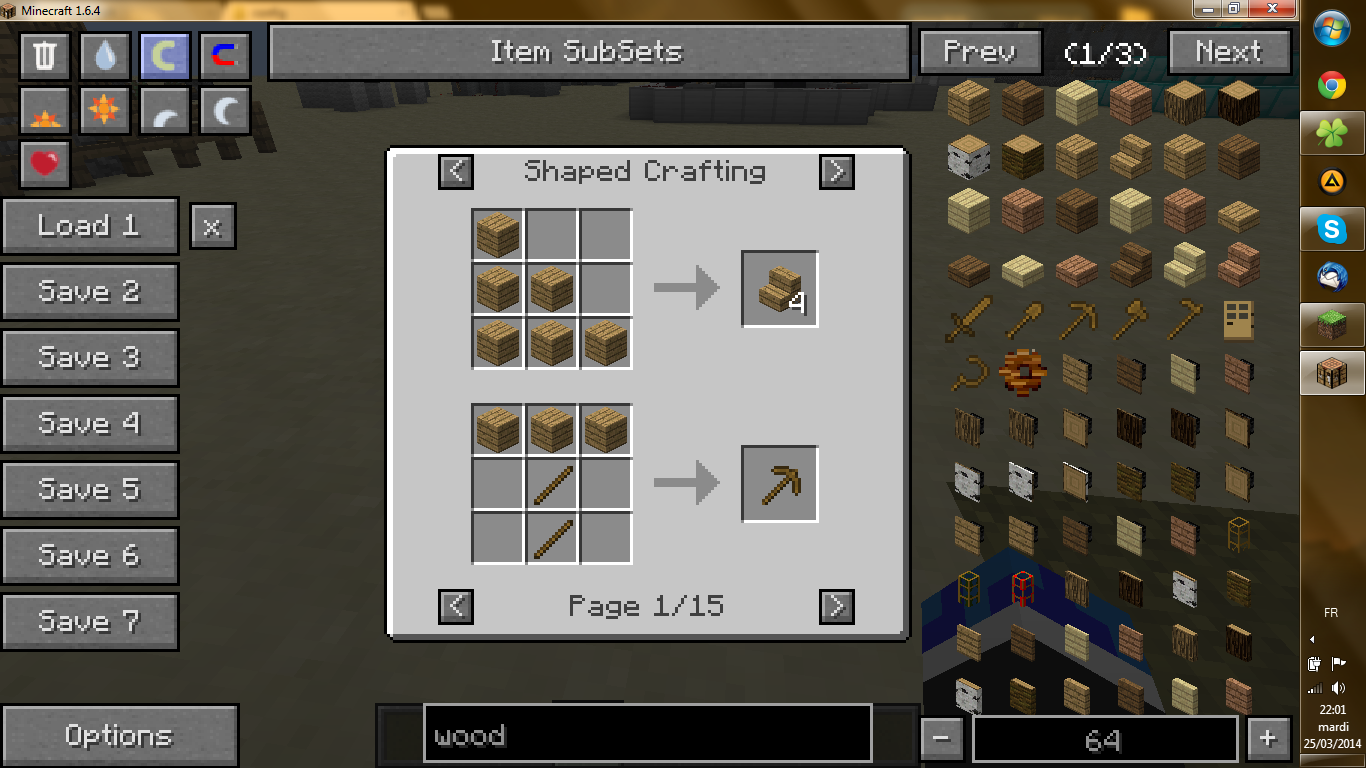 Minecraft 1.6.4
Item SubSets
Prev (1/3) Next
Load 1 x
Save 2
Save 3
Save 4
Save 5
Save 6
Save 7
Options
< Shaped Crafting >
4
< Page 1/15 >
wood
- 64 +
FR
22:01
mardi
25/03/2014